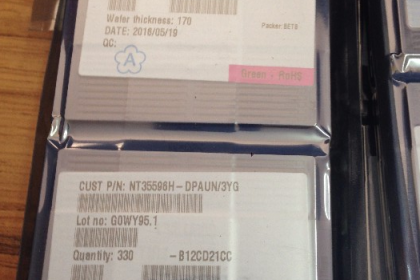 Wafer thickness: 170
DATE: 2016/05/19
Packer: SETS
QC:
A
Green - RoHS
CUST P/N: NT35596H-DPAUN/3YG
Lot no: G0WY95.1
Quantity: 330
-B12CD21CC